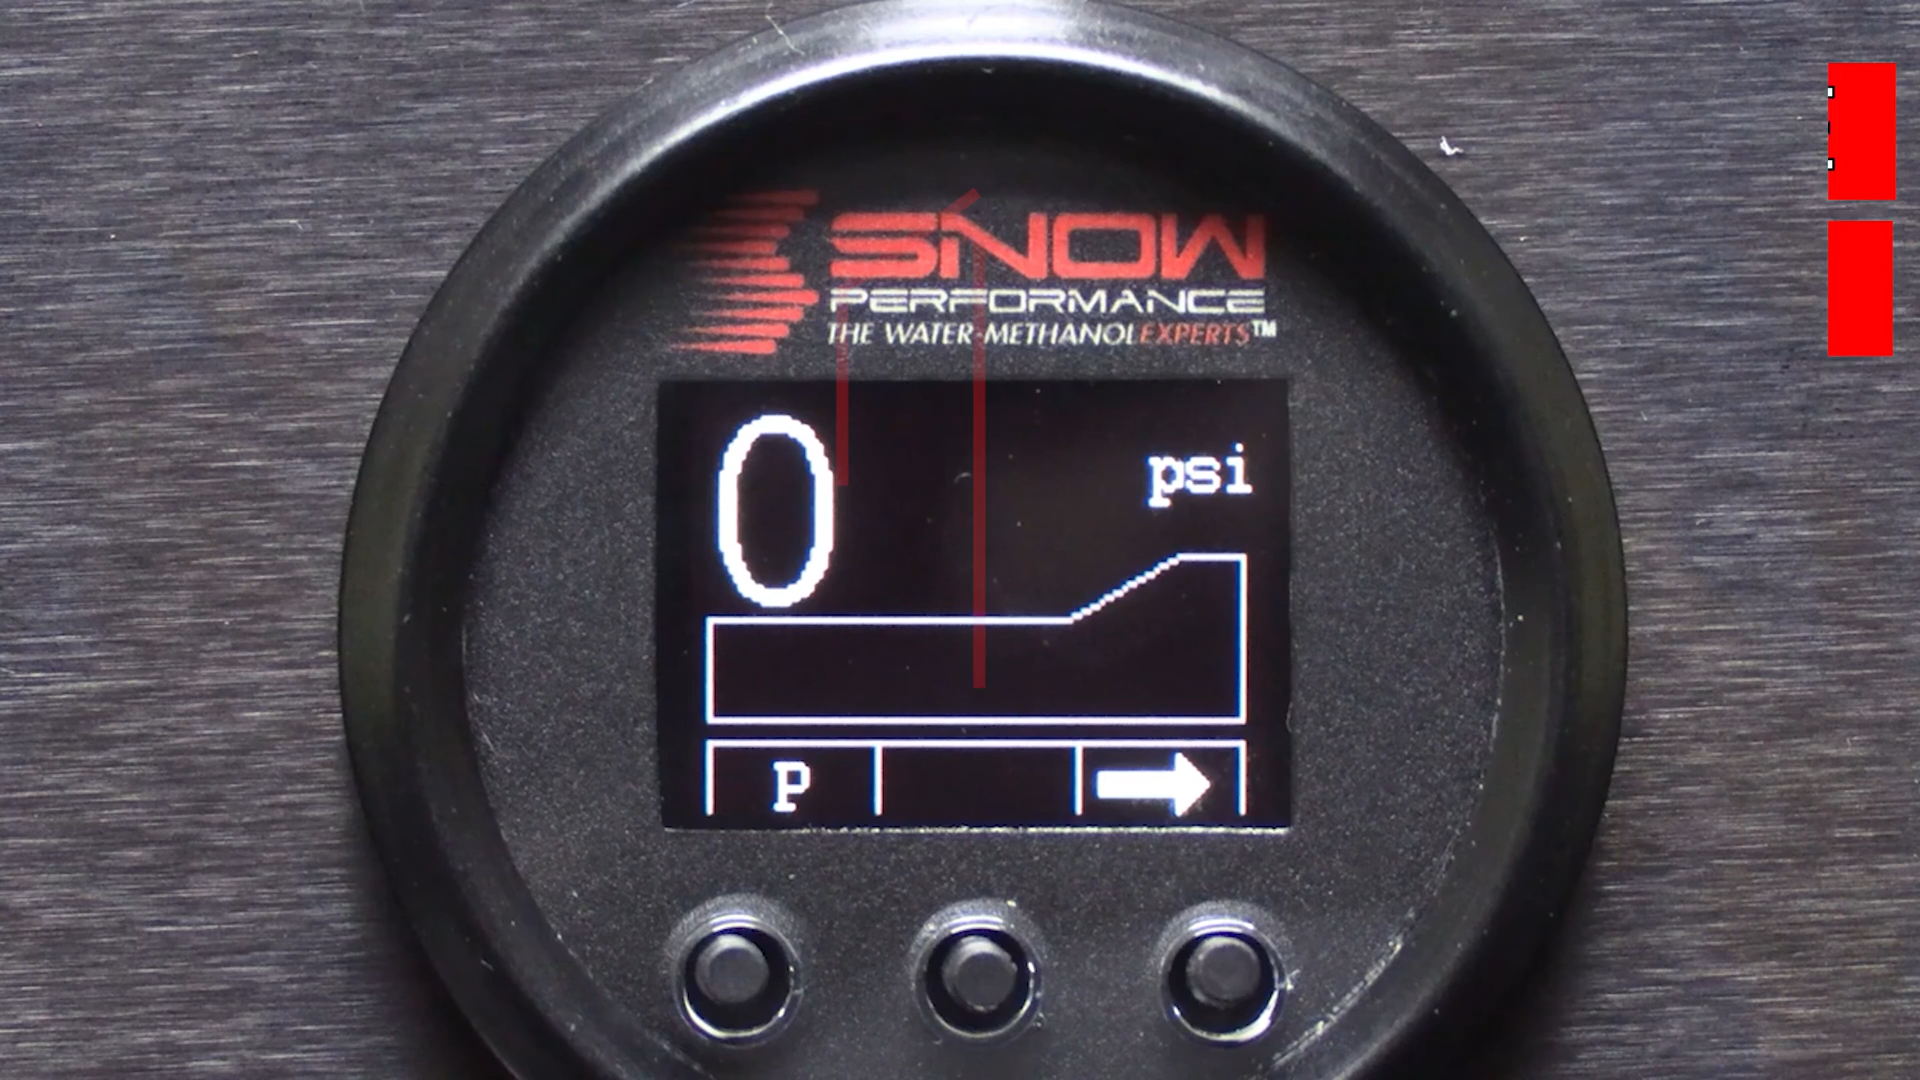 SNOW
PERFORMANCE
THE WATER-METHANOL EXPERTS™
0 psi
P